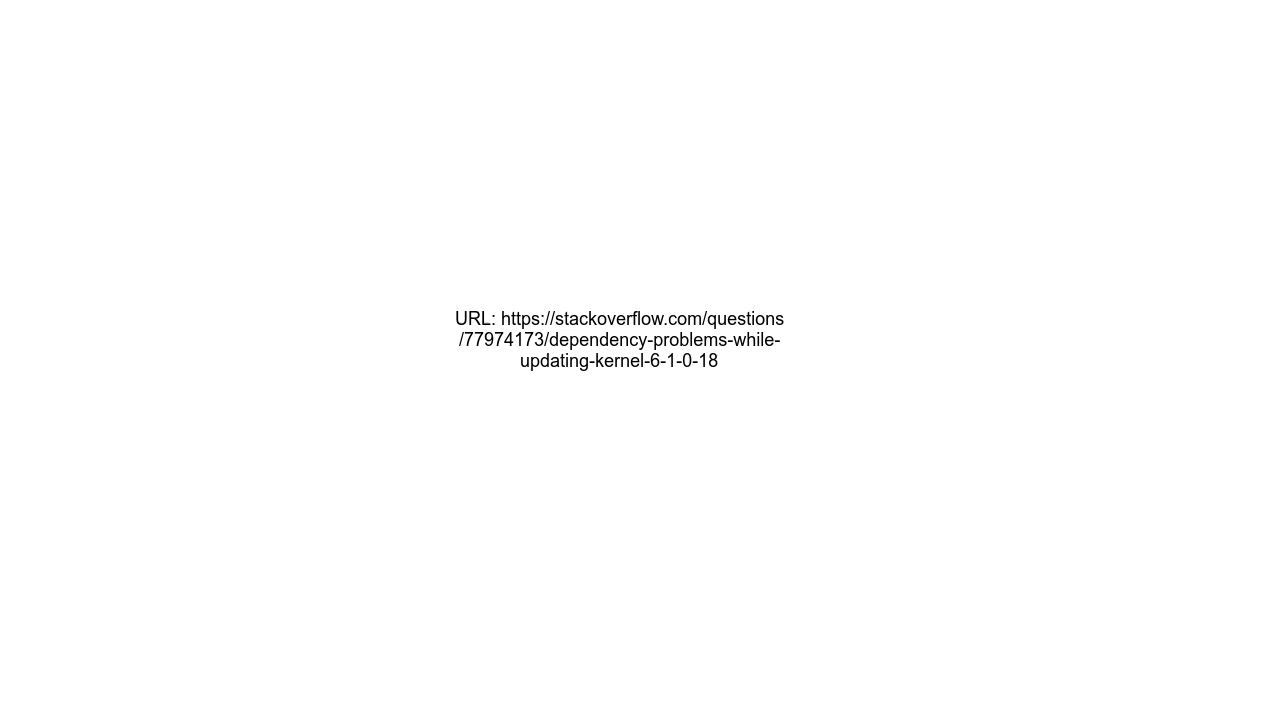 URL: https://stackoverflow.com/questions
/77974173/dependency-problems-while-
updating-kernel-6-1-0-18